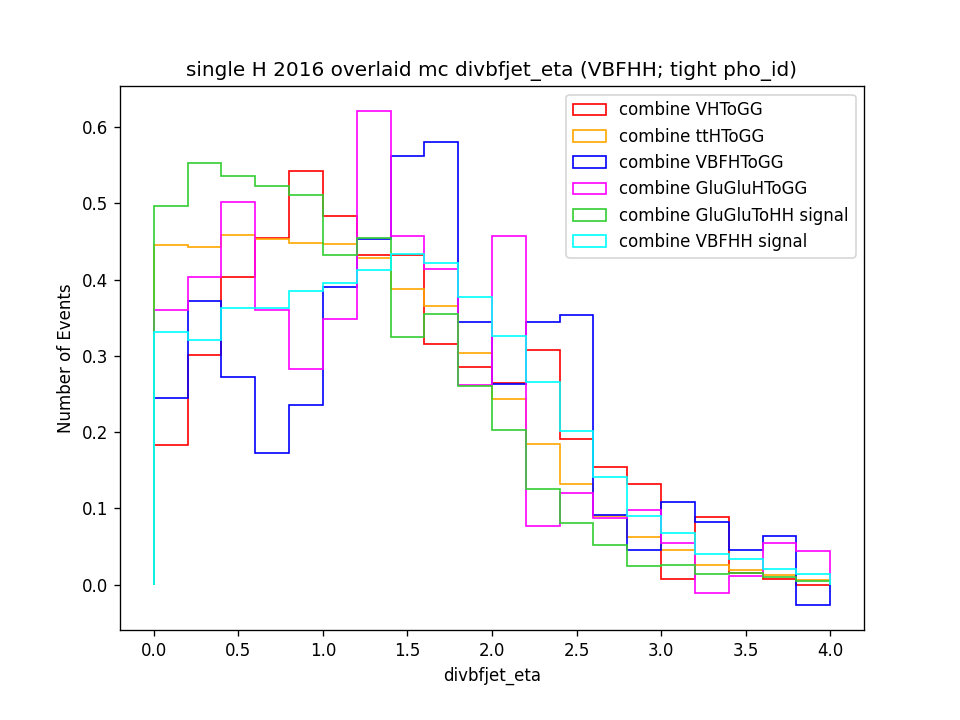 single H 2016 overlaid mc divbfjet_eta (VBFHH; tight pho_id)
combine VHToGG
combine ttHToGG
combine VBFHToGG
combine GluGluHToGG
combine GluGluToHH signal
combine VBFHH signal
Number of Events
0.6
0.5
0.4
0.3
0.2
0.1
0.0
0.0 0.5 1.0 1.5 2.0 2.5 3.0 3.5 4.0
divbfjet_eta